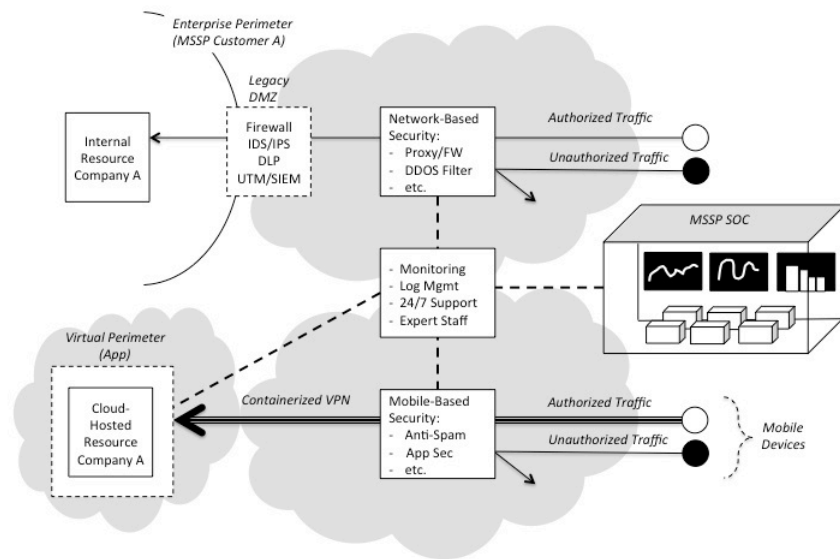 Enterprise Perimeter
(MSSP Customer A)
Legacy
DMZ
Internal
Resource
Company A
Firewall
IDS/IPS
DLP
UTM/SIEM
Network-Based
Security:
- Proxy/FW
- DDOS Filter
- etc.
Authorized Traffic
Unauthorized Traffic
MSSP SOC
- Monitoring
- Log Mgmt
- 24/7 Support
- Expert Staff
Virtual Perimeter
(App)
Cloud-
Hosted
Resource
Company A
Containerized VPN
Mobile-Based
Security:
- Anti-Spam
- App Sec
- etc.
Authorized Traffic
Unauthorized Traffic
Mobile
Devices